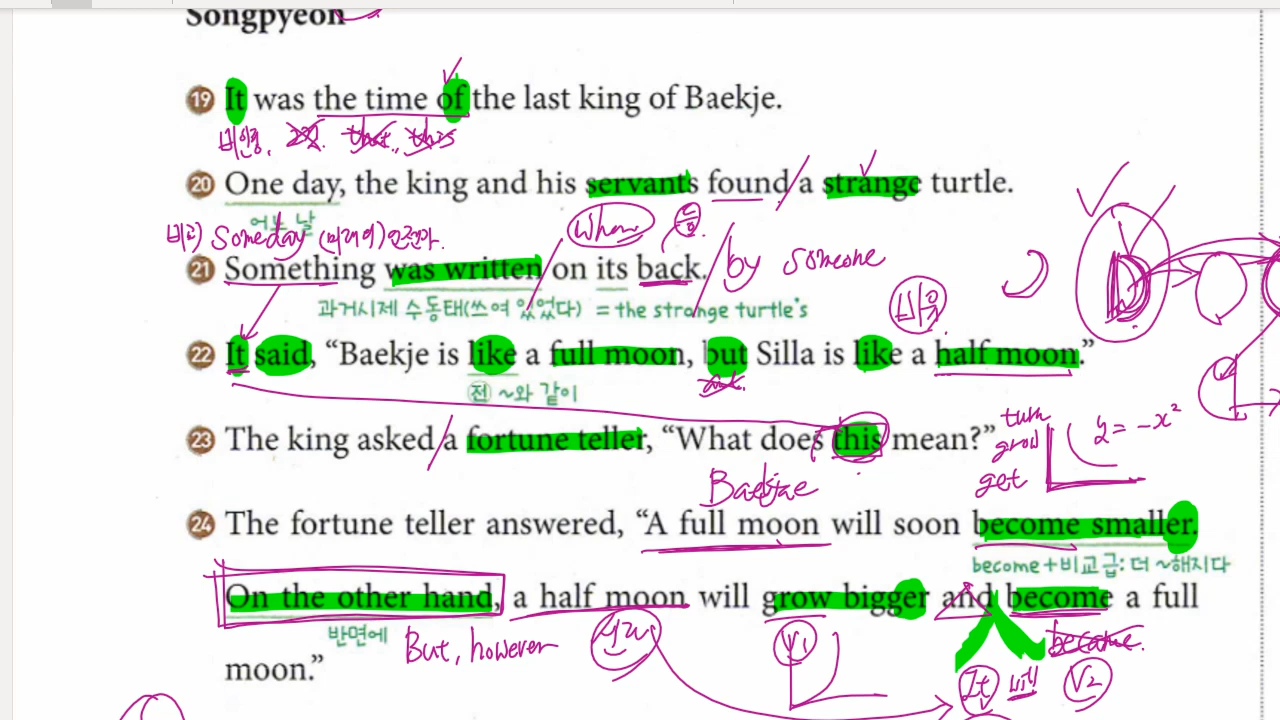 Songpyeon
19 It was the time of the last king of Baekje.
비인칭, that, this
20 One day, the king and his servants found a strange turtle.
어느 날
비교) Someday (미래의) 언젠가.
When
21 Something was written on its back. by someone
과거시제 수동태(쓰여 있었다) = the strange turtle's
비유
22 It said, “Baekje is like a full moon, but Silla is like a half moon.”
전 ~와 같이
23 The king asked a fortune teller, “What does this mean?”
turn
grow
get
y = -x²
Baekjae
24 The fortune teller answered, “A full moon will soon become smaller.
become+비교급: 더 ~해지다
On the other hand, a half moon will grow bigger and become a full
반면에 But, however V1 became
moon.”
It V2